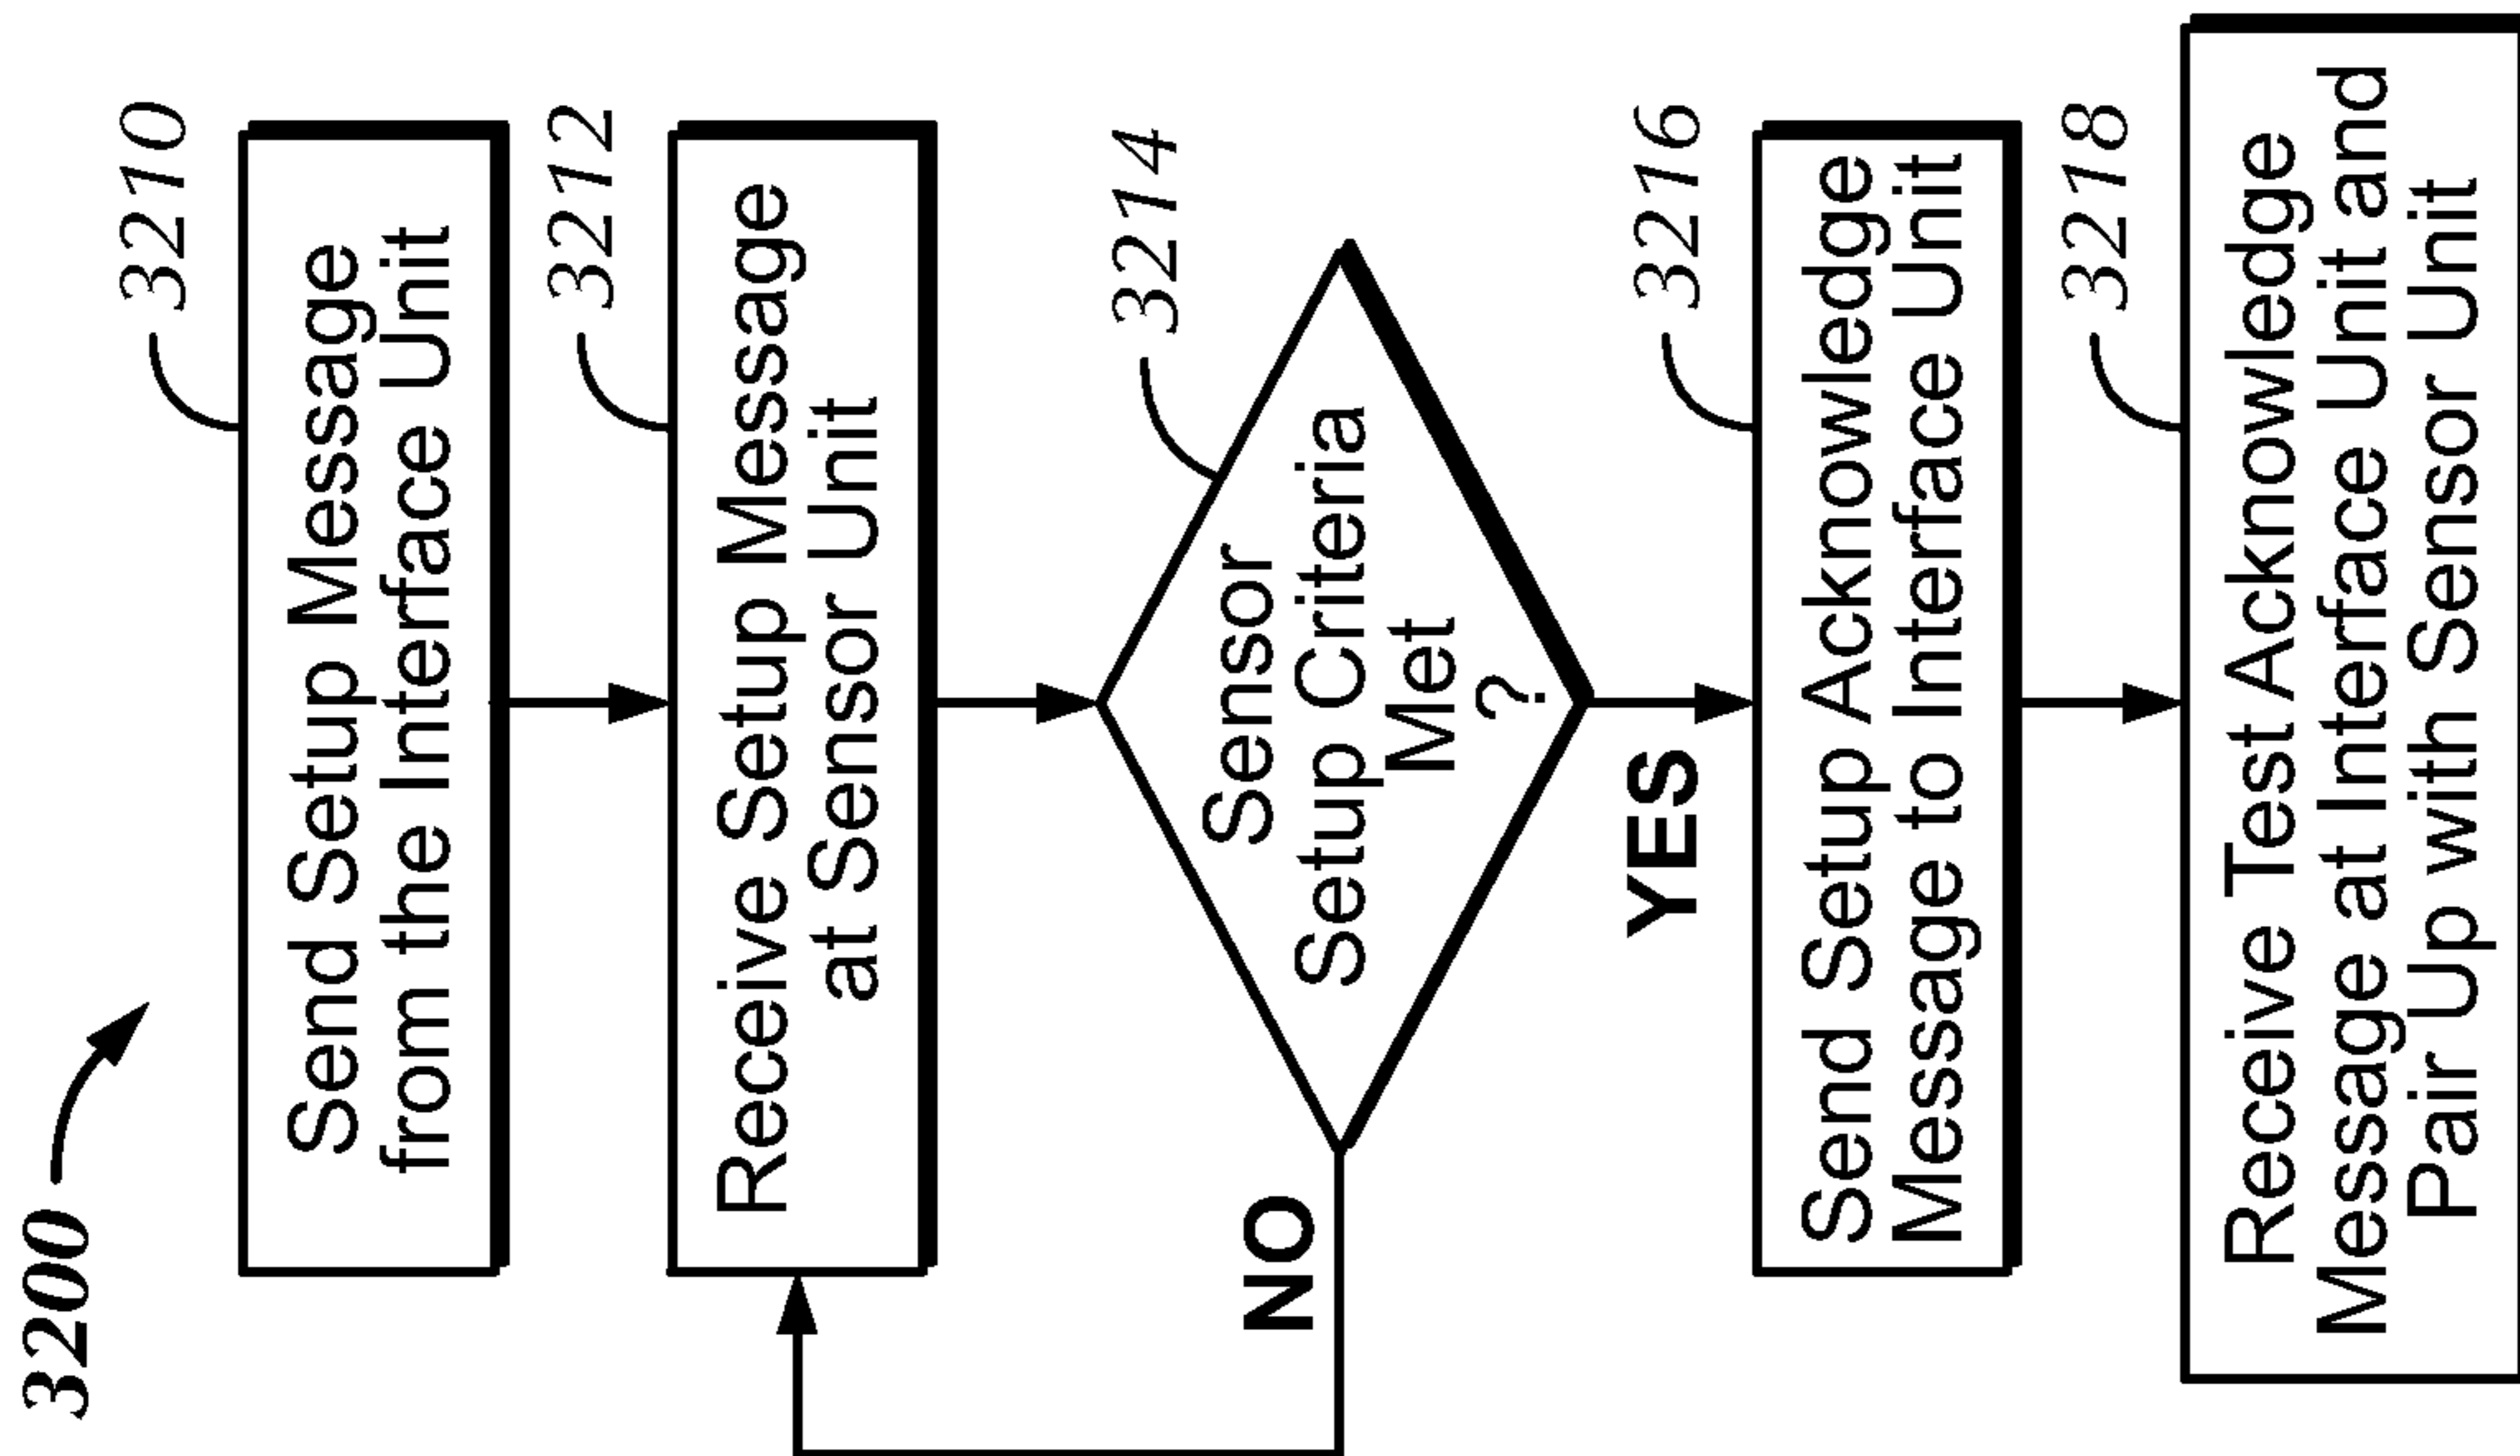 3200
3210
Send Setup Message
from the Interface Unit
3212
Receive Setup Message
at Sensor Unit
3214
Sensor
Setup Criteria
Met
?
NO
YES
3216
Send Setup Acknowledge
Message to Interface Unit
3218
Receive Test Acknowledge
Message at Interface Unit and
Pair Up with Sensor Unit